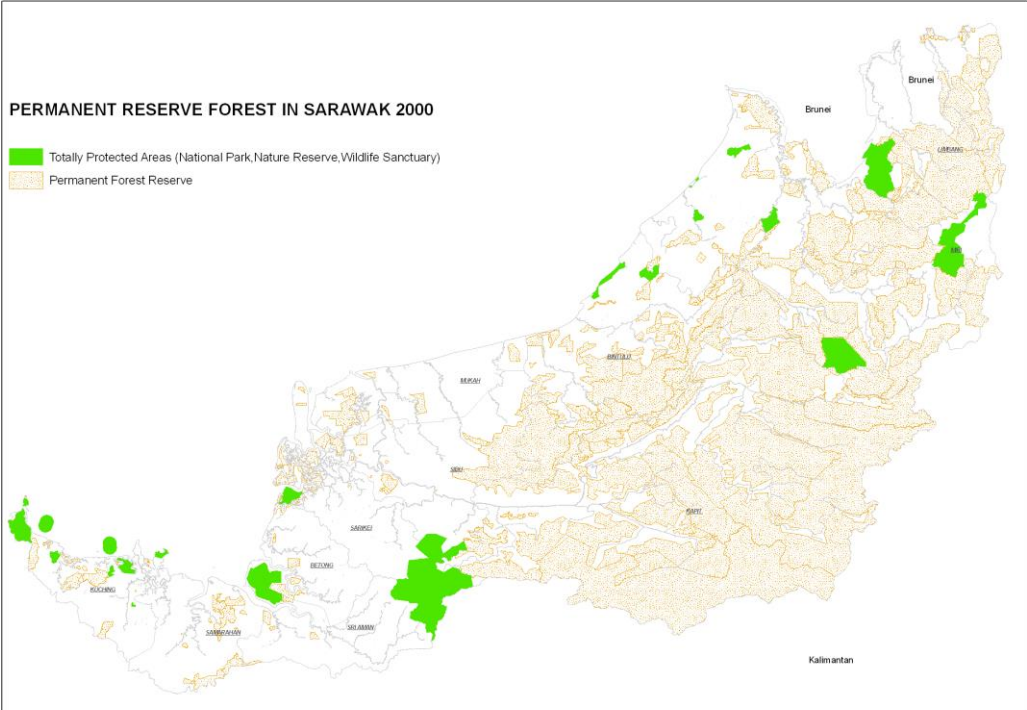 Brunei
Brunei
PERMANENT RESERVE FOREST IN SARAWAK 2000
Totally Protected Areas (National Park,Nature Reserve,Wildlife Sanctuary)
Permanent Forest Reserve
LIMBANG
MIRI
BINTULU
MUKAH
SIBU
KAPIT
SARIKEI
BETONG
KUCHING
SRI AMAN
SAMARAHAN
Kalimantan